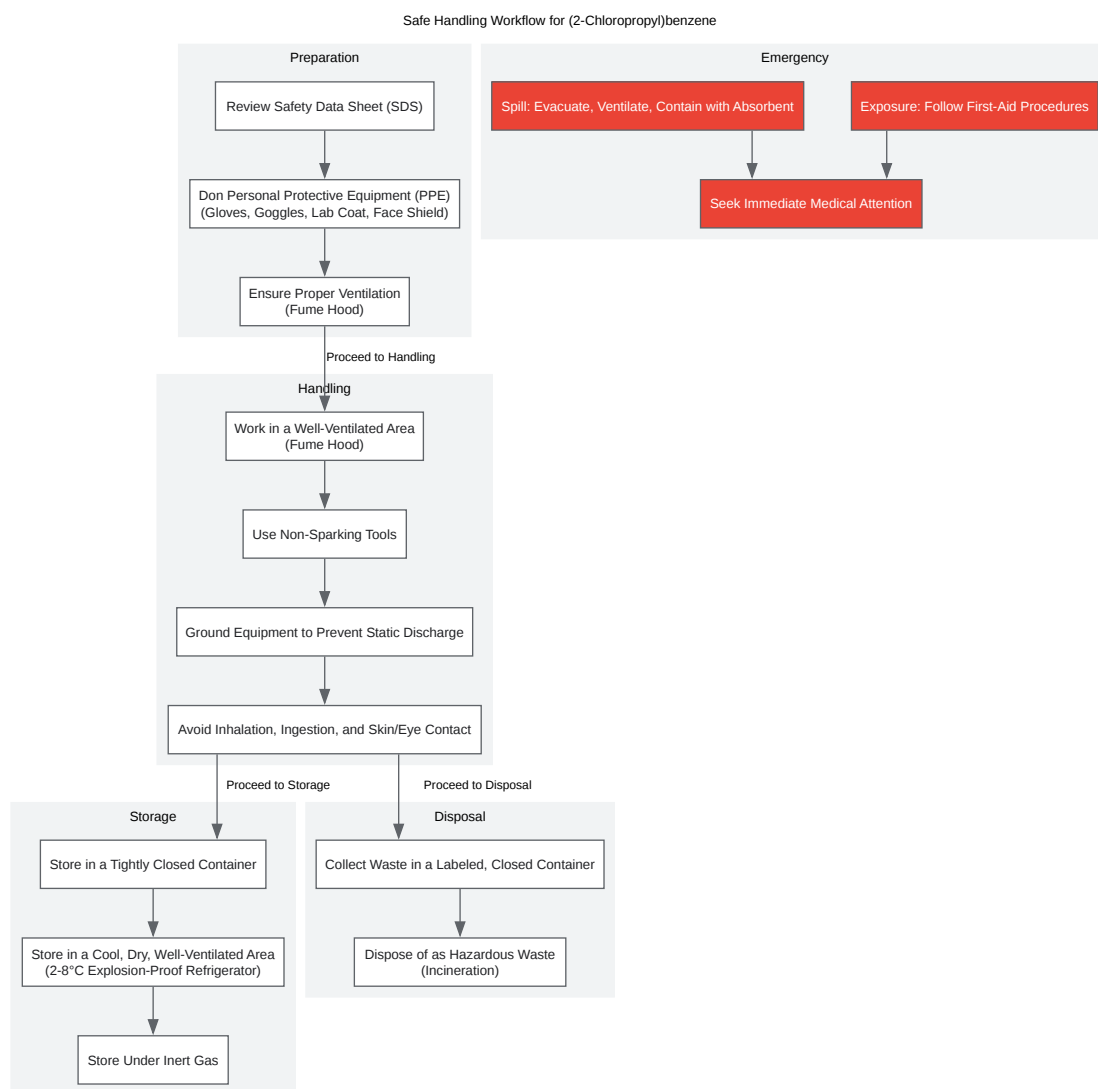 Safe Handling Workflow for (2-Chloropropyl)benzene
Preparation
Review Safety Data Sheet (SDS)
Don Personal Protective Equipment (PPE)
(Gloves, Goggles, Lab Coat, Face Shield)
Ensure Proper Ventilation
(Fume Hood)
Emergency
Spill: Evacuate, Ventilate, Contain with Absorbent
Exposure: Follow First-Aid Procedures
Seek Immediate Medical Attention
Proceed to Handling
Handling
Work in a Well-Ventilated Area
(Fume Hood)
Use Non-Sparking Tools
Ground Equipment to Prevent Static Discharge
Avoid Inhalation, Ingestion, and Skin/Eye Contact
Proceed to Storage
Proceed to Disposal
Storage
Store in a Tightly Closed Container
Store in a Cool, Dry, Well-Ventilated Area
(2-8°C Explosion-Proof Refrigerator)
Store Under Inert Gas
Disposal
Collect Waste in a Labeled, Closed Container
Dispose of as Hazardous Waste
(Incineration)